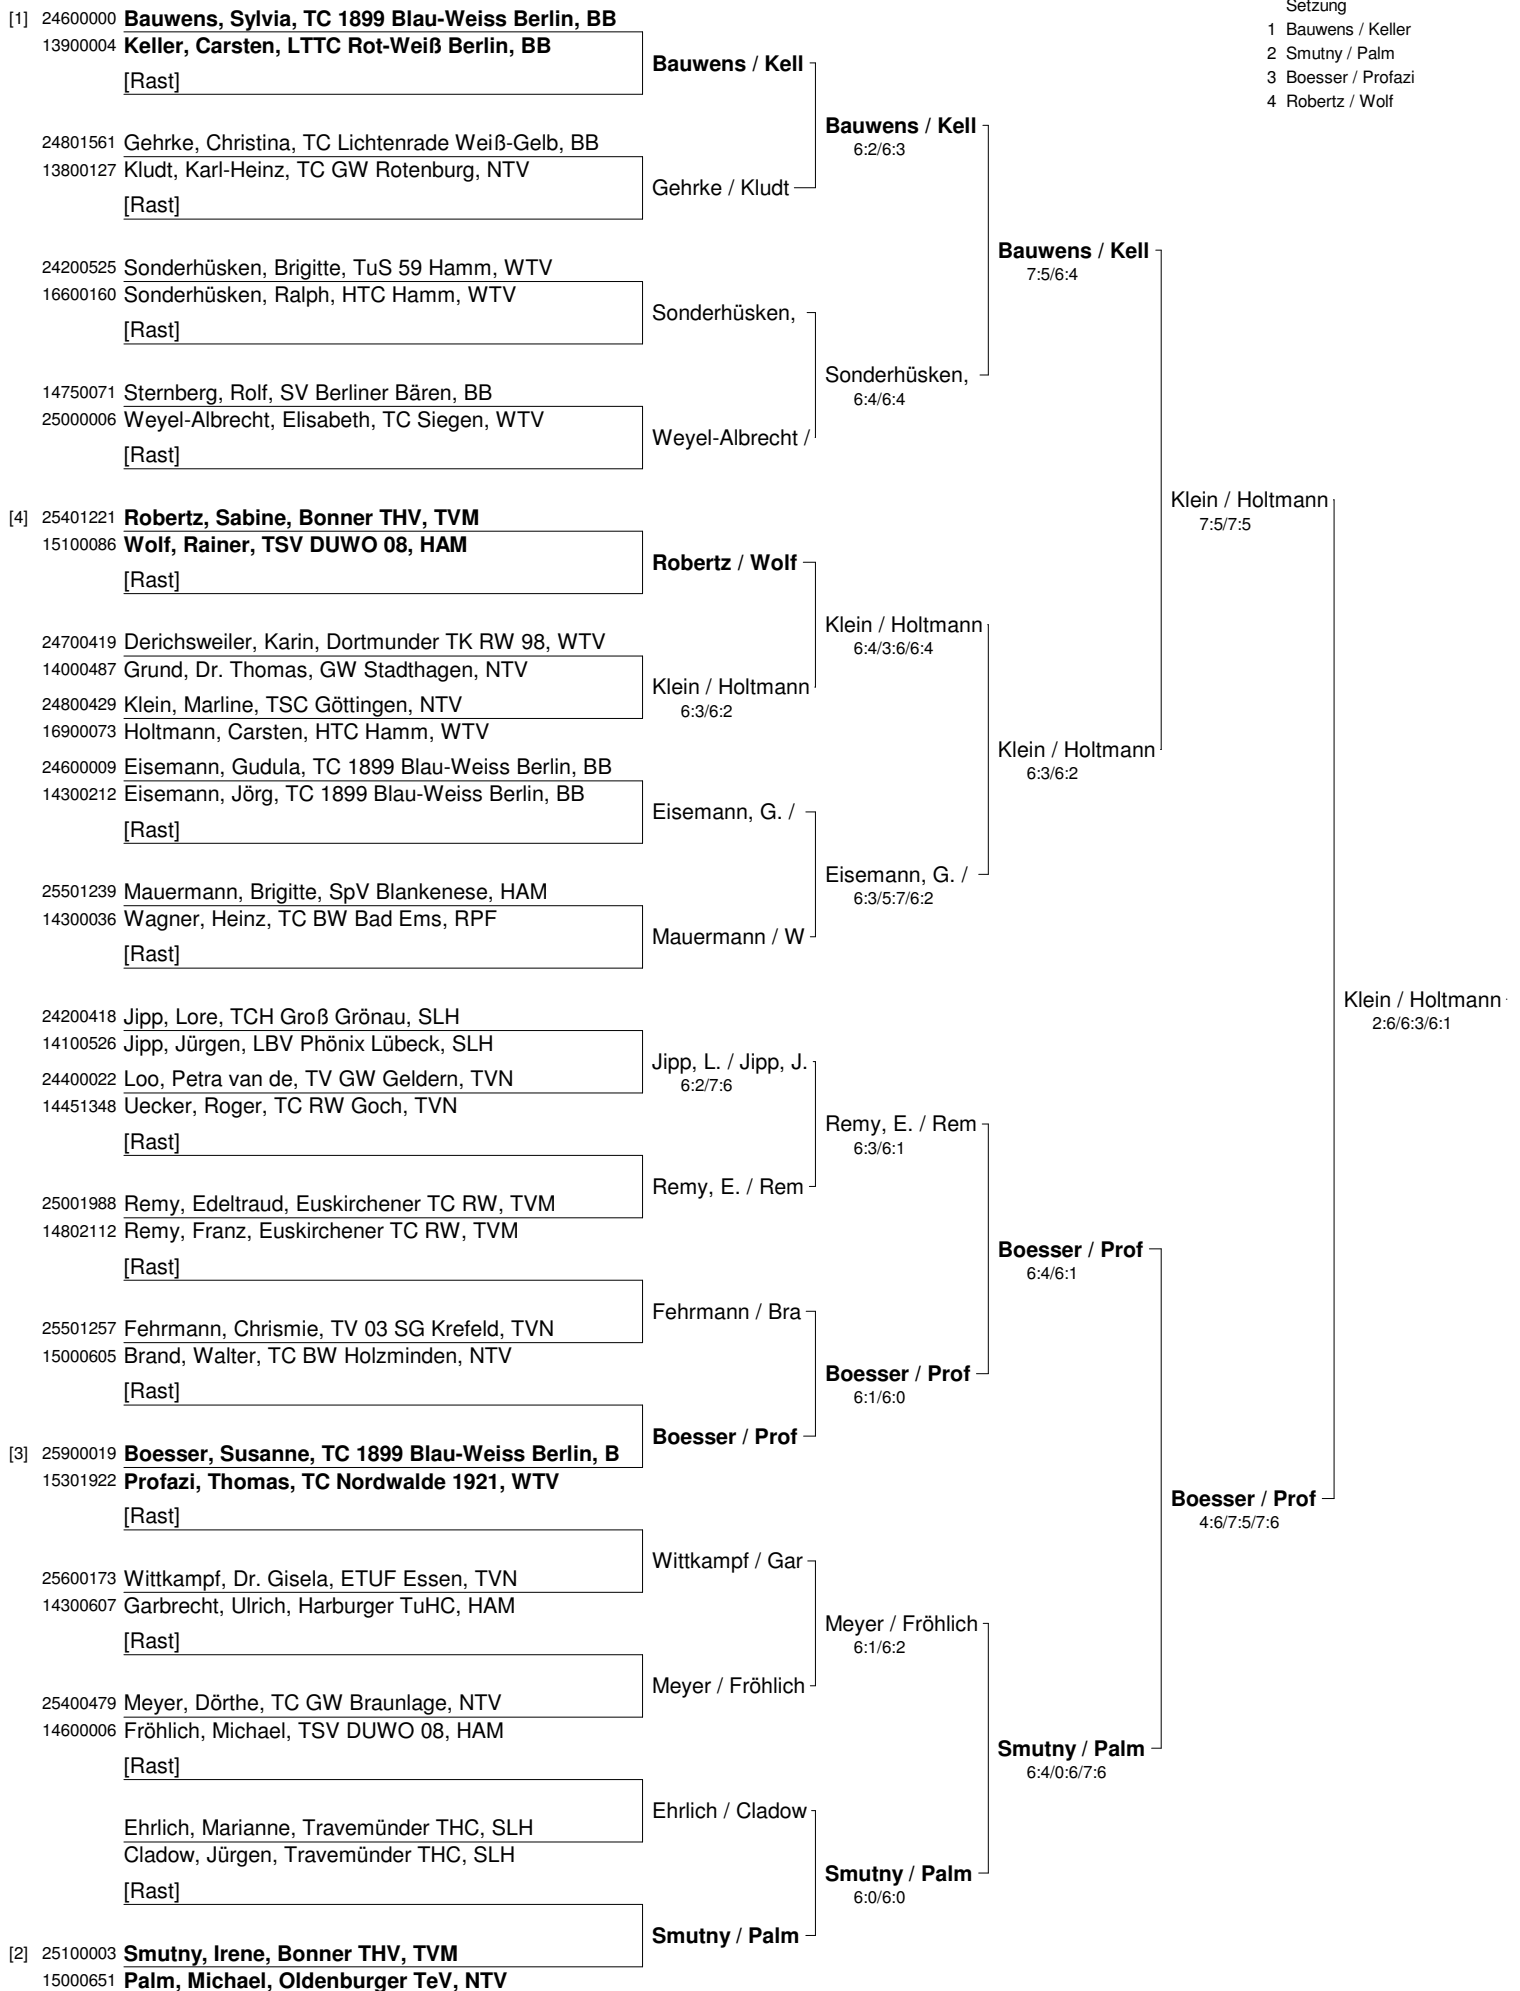 Setzung
1 Bauwens / Keller
2 Smutny / Palm
3 Boesser / Profazi
4 Robertz / Wolf
[1] 24600000 Bauwens, Sylvia, TC 1899 Blau-Weiss Berlin, BB
13900004 Keller, Carsten, LTTC Rot-Weiß Berlin, BB
Bauwens / Kell
[Rast]
Bauwens / Kell
6:2/6:3
24801561 Gehrke, Christina, TC Lichtenrade Weiß-Gelb, BB
13800127 Kludt, Karl-Heinz, TC GW Rotenburg, NTV
Gehrke / Kludt
[Rast]
Bauwens / Kell
7:5/6:4
24200525 Sonderhüsken, Brigitte, TuS 59 Hamm, WTV
16600160 Sonderhüsken, Ralph, HTC Hamm, WTV
Sonderhüsken,
[Rast]
Sonderhüsken,
6:4/6:4
14750071 Sternberg, Rolf, SV Berliner Bären, BB
25000006 Weyel-Albrecht, Elisabeth, TC Siegen, WTV
Weyel-Albrecht /
[Rast]
Klein / Holtmann
7:5/7:5
[4] 25401221 Robertz, Sabine, Bonner THV, TVM
15100086 Wolf, Rainer, TSV DUWO 08, HAM
Robertz / Wolf
[Rast]
Klein / Holtmann
6:4/3:6/6:4
24700419 Derichsweiler, Karin, Dortmunder TK RW 98, WTV
14000487 Grund, Dr. Thomas, GW Stadthagen, NTV
Klein / Holtmann
6:3/6:2
24800429 Klein, Marline, TSC Göttingen, NTV
16900073 Holtmann, Carsten, HTC Hamm, WTV
Klein / Holtmann
6:3/6:2
24600009 Eisemann, Gudula, TC 1899 Blau-Weiss Berlin, BB
14300212 Eisemann, Jörg, TC 1899 Blau-Weiss Berlin, BB
Eisemann, G. /
[Rast]
Eisemann, G. /
6:3/5:7/6:2
25501239 Mauermann, Brigitte, SpV Blankenese, HAM
14300036 Wagner, Heinz, TC BW Bad Ems, RPF
Mauermann / W
[Rast]
Klein / Holtmann
2:6/6:3/6:1
24200418 Jipp, Lore, TCH Groß Grönau, SLH
14100526 Jipp, Jürgen, LBV Phönix Lübeck, SLH
Jipp, L. / Jipp, J.
6:2/7:6
24400022 Loo, Petra van de, TV GW Geldern, TVN
14451348 Uecker, Roger, TC RW Goch, TVN
Remy, E. / Rem
6:3/6:1
[Rast]
Remy, E. / Rem
25001988 Remy, Edeltraud, Euskirchener TC RW, TVM
14802112 Remy, Franz, Euskirchener TC RW, TVM
Boesser / Prof
6:4/6:1
[Rast]
Fehrmann / Bra
25501257 Fehrmann, Chrismie, TV 03 SG Krefeld, TVN
15000605 Brand, Walter, TC BW Holzminden, NTV
Boesser / Prof
6:1/6:0
[Rast]
Boesser / Prof
[3] 25900019 Boesser, Susanne, TC 1899 Blau-Weiss Berlin, B
15301922 Profazi, Thomas, TC Nordwalde 1921, WTV
Boesser / Prof
4:6/7:5/7:6
[Rast]
Wittkampf / Gar
25600173 Wittkampf, Dr. Gisela, ETUF Essen, TVN
14300607 Garbrecht, Ulrich, Harburger TuHC, HAM
Meyer / Fröhlich
6:1/6:2
[Rast]
Meyer / Fröhlich
25400479 Meyer, Dörthe, TC GW Braunlage, NTV
14600006 Fröhlich, Michael, TSV DUWO 08, HAM
Smutny / Palm
6:4/0:6/7:6
[Rast]
Ehrlich / Cladow
Ehrlich, Marianne, Travemünder THC, SLH
Cladow, Jürgen, Travemünder THC, SLH
Smutny / Palm
6:0/6:0
[Rast]
Smutny / Palm
[2] 25100003 Smutny, Irene, Bonner THV, TVM
15000651 Palm, Michael, Oldenburger TeV, NTV